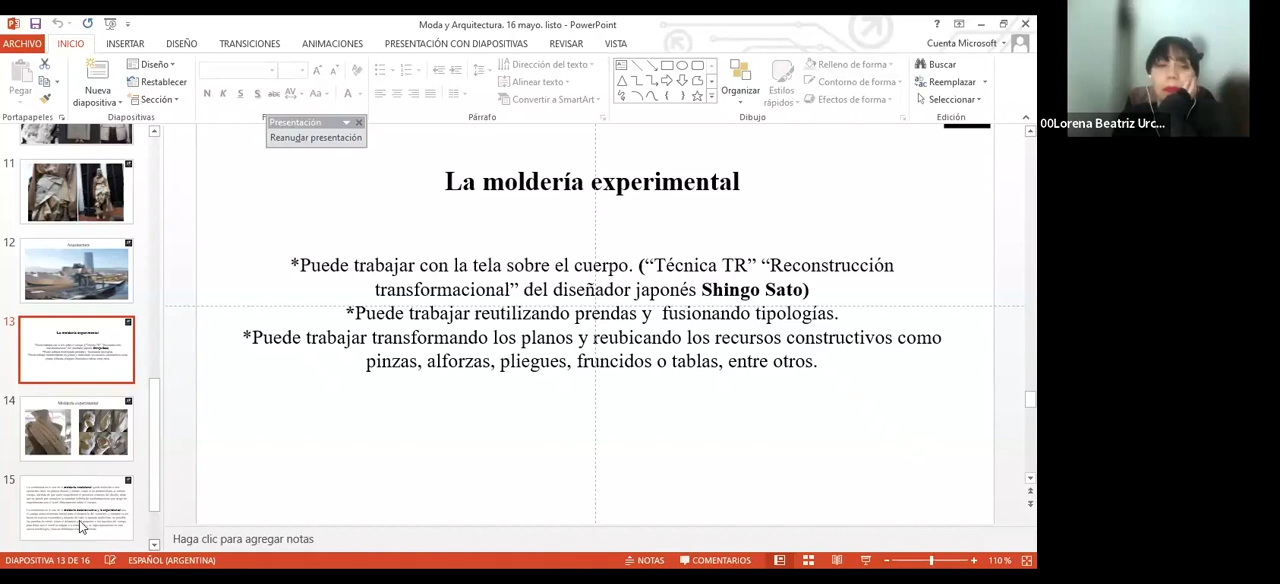 Moda y Arquitectura. 16 mayo. listo - PowerPoint
ARCHIVO INICIO INSERTAR DISEÑO TRANSICIONES ANIMACIONES PRESENTACIÓN CON DIAPOSITIVAS REVISAR VISTA Cuenta Microsoft
Pegar
Nueva diapositiva
Diseño
Restablecer
Sección
N K S S abc AV Aa A
Dirección del texto
Alinear texto
Convertir a SmartArt
Organizar
Estilos rápidos
Relleno de forma
Contorno de forma
Efectos de forma
Buscar
Reemplazar
Seleccionar
Portapapeles Diapositivas F Párrafo Dibujo Edición
Presentación
Reanudar presentación
00Lorena Beatriz Urc...
11
12
Arquitectura
13
14
Moldería experimental
15
La moldería experimental
*Puede trabajar con la tela sobre el cuerpo. (“Técnica TR” “Reconstrucción
transformacional” del diseñador japonés Shingo Sato)
*Puede trabajar reutilizando prendas y fusionando tipologías.
*Puede trabajar transformando los planos y reubicando los recursos constructivos como
pinzas, alforzas, pliegues, fruncidos o tablas, entre otros.
Haga clic para agregar notas
DIAPOSITIVA 13 DE 16 ESPAÑOL (ARGENTINA) NOTAS COMENTARIOS 110 %